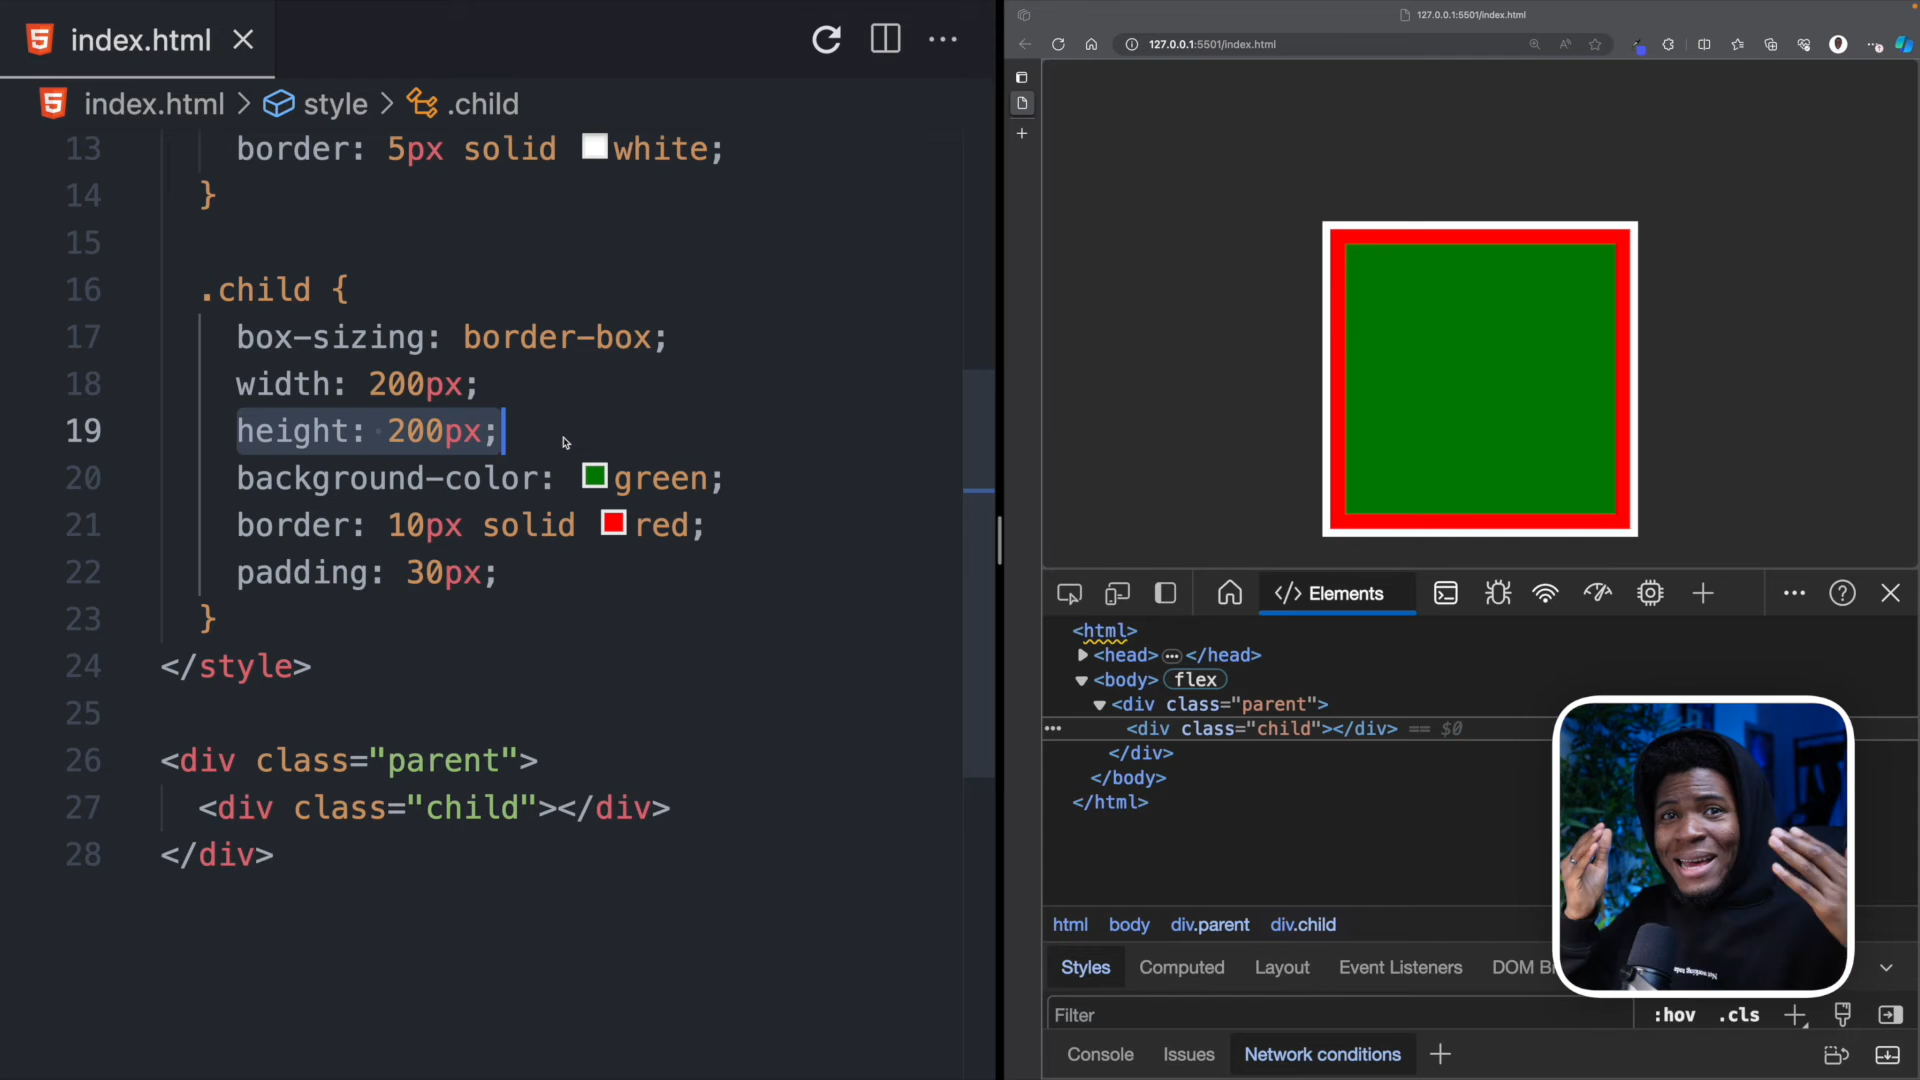 index.html
index.html > style > .child
13 border: 5px solid white;
14 }
15
16 .child {
17 box-sizing: border-box;
18 width: 200px;
19 height: 200px;
20 background-color: green;
21 border: 10px solid red;
22 padding: 30px;
23 }
24 </style>
25
26 <div class="parent">
27 <div class="child"></div>
28 </div>
127.0.0.1:5501/index.html
127.0.0.1:5501/index.html
</> Elements
<html>
<head> </head>
<body> flex
<div class="parent">
<div class="child"></div> == $0
</div>
</body>
</html>
html body div.parent div.child
Styles Computed Layout Event Listeners DOM
Filter :hov .cls
Console Issues Network conditions